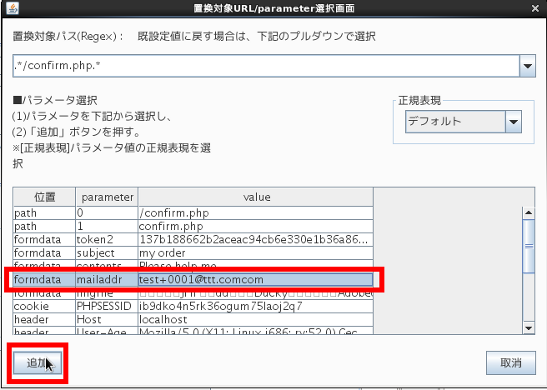 置換対象URL/parameter選択画面
置換対象パス(Regex)： 既設定値に戻す場合は、下記のプルダウンで選択
.*/confirm.php.*
■パラメータ選択
(1)パラメータを下記から選択し、
(2)「追加」ボタンを押す。
※[正規表現]パラメータ値の正規表現を選
択
正規表現
デフォルト
位置 parameter value
path 0 /confirm.php
path 1 confirm.php
formdata token2 137b188662b2aceac94cb6e330e1b36a86...
formdata subject my order
formdata contents Please help me
formdata mailaddr test+0001@ttt.comcom
formdata
cookie PHPSESSID ib9dko4n5rk36ogum75laoj2q7
header Host localhost
header User-Age Mozilla/5.0 (X11; Linux i686; rv:52.0) Gec
追加
取消